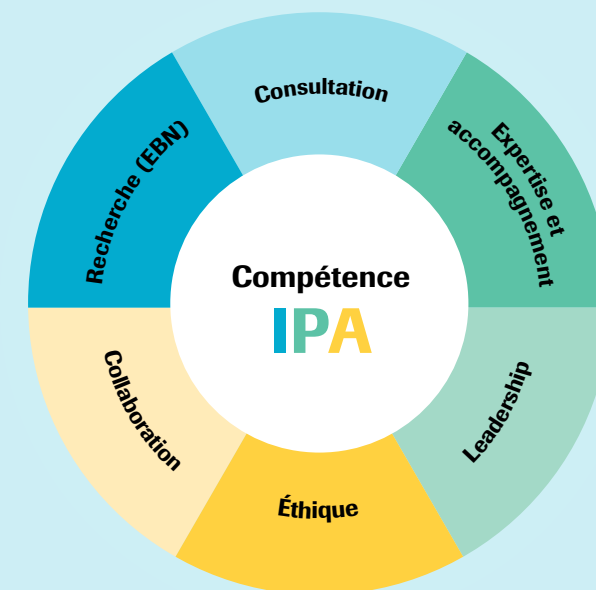 Consultation
Expertise et
accompagnement
Leadership
Éthique
Collaboration
Recherche (EBN)
Compétence
IPA